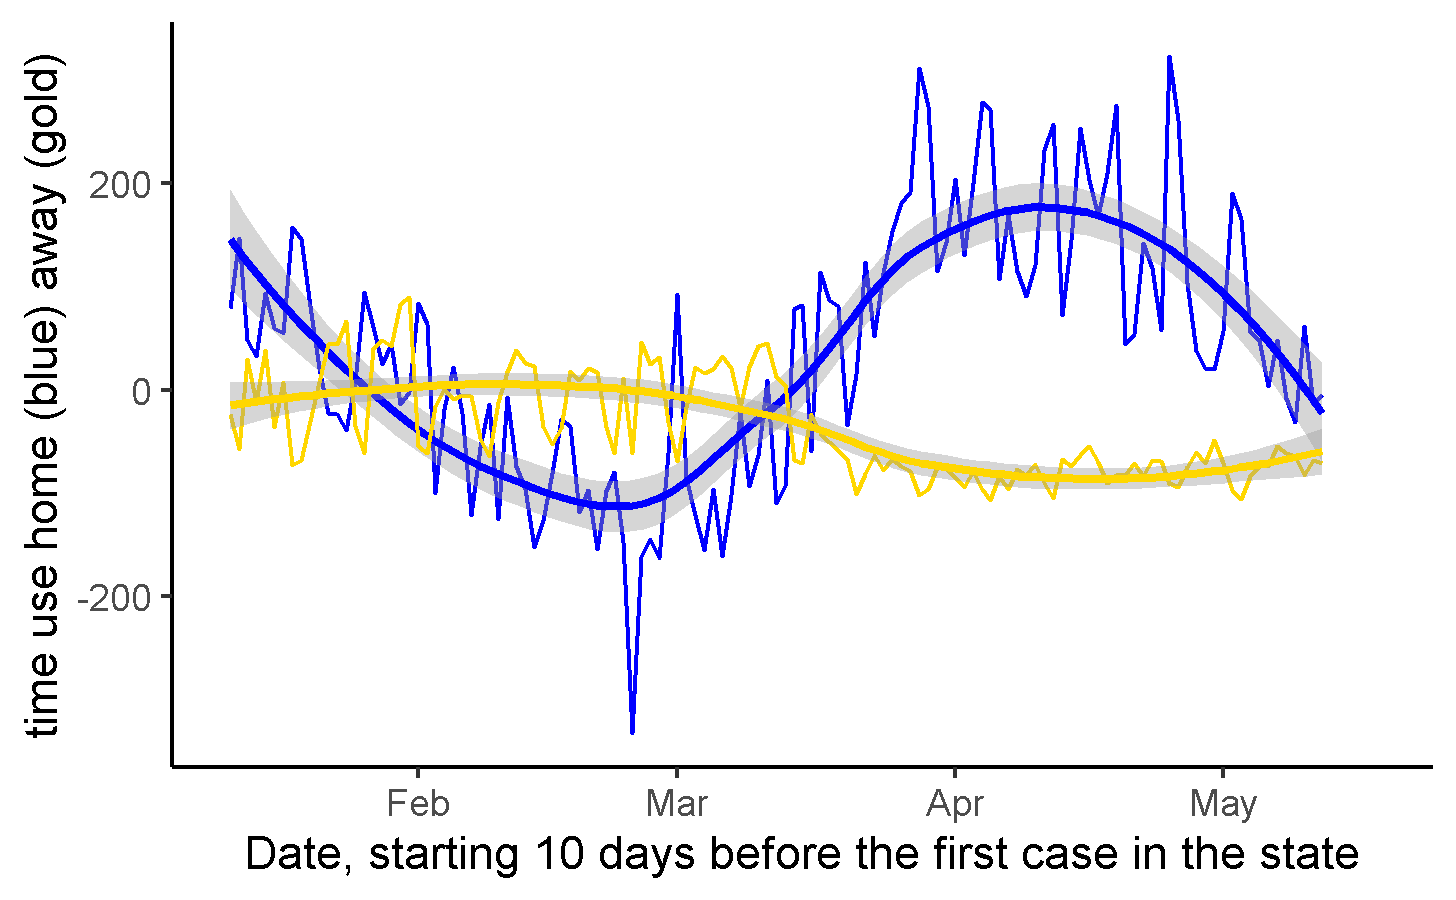 time use home (blue) away (gold)
200
0
-200
Feb Mar Apr May
Date, starting 10 days before the first case in the state